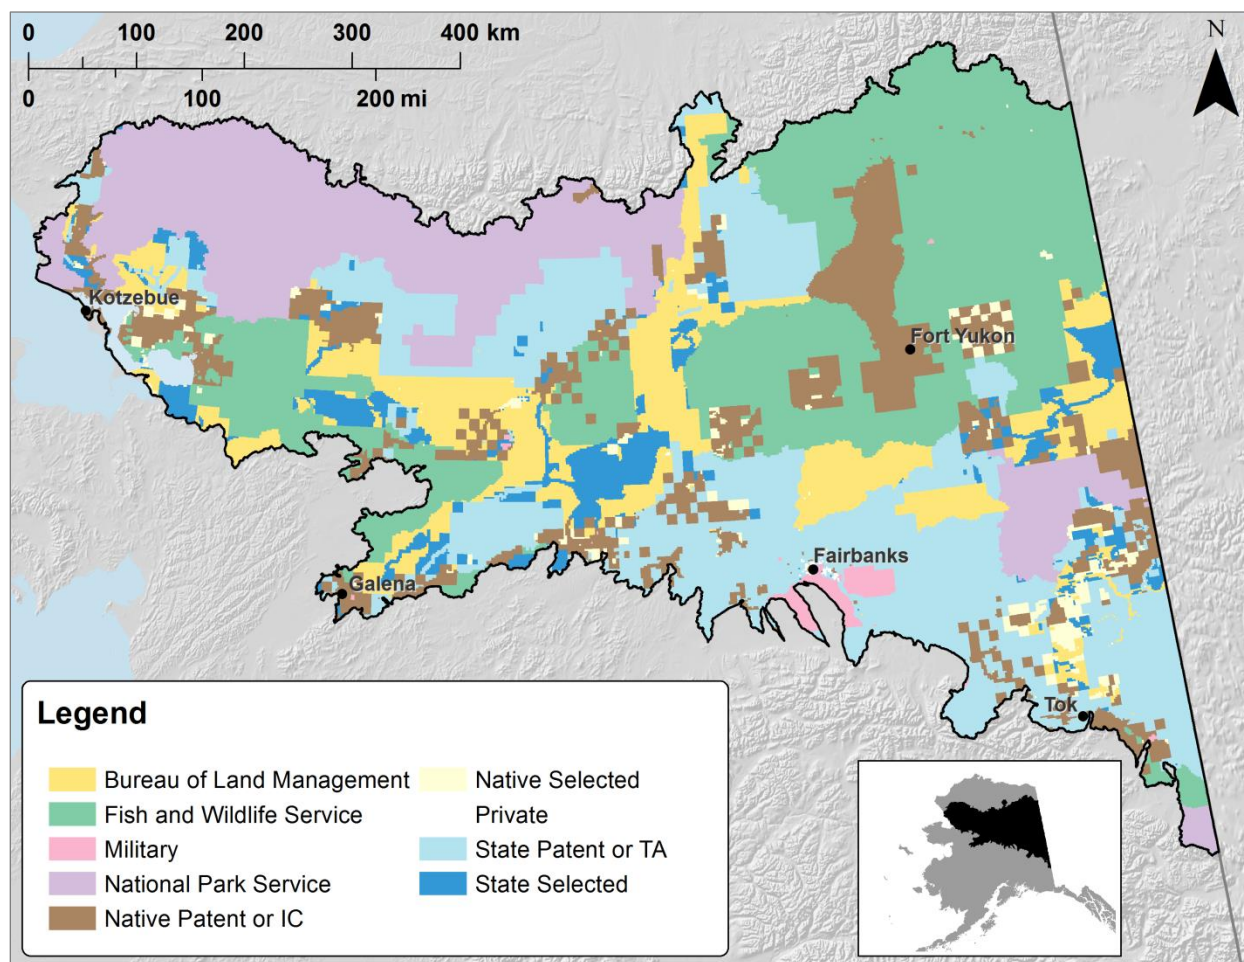 0 100 200 300 400 km
0 100 200 mi
N
Kotzebue
Fort Yukon
Fairbanks
Galena
Tok
Legend
Bureau of Land Management
Fish and Wildlife Service
Military
National Park Service
Native Patent or IC
Native Selected
Private
State Patent or TA
State Selected